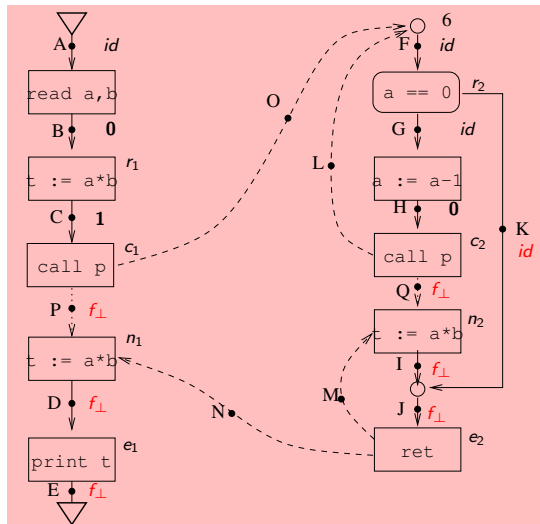 A id
read a,b
B 0
r1
t := a*b
C 1
c1
call p
P f⊥
n1
t := a*b
D f⊥
e1
print t
E f⊥
O
L
N
M
6
F id
r2
a == 0
G id
a := a-1
H 0
K
id
c2
call p
Q f⊥
n2
t := a*b
I f⊥
J f⊥
e2
ret